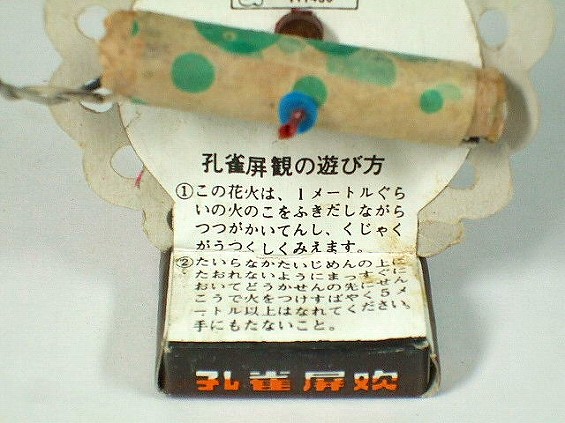 孔雀屏観の遊び方
①この花火は、1メートルぐら
いの火のこをふきだしながら
つつがかいてんし、くじゃく
がうつくしくみえます。
②たいらなかたいじめんの上に
たおれないようにまっすぐに
おいてどうかせんの先にせん
こうで火をつけすばやく5メ
ートル以上はなれてください。
手にもたないこと。
孔雀屏欢